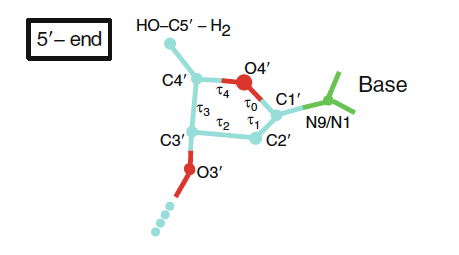 HO–C5′ – H2
5′– end
O4′
C4′
τ4
Base
τ0
C1′
τ3
τ2
τ1
N9/N1
C3′
C2′
O3′